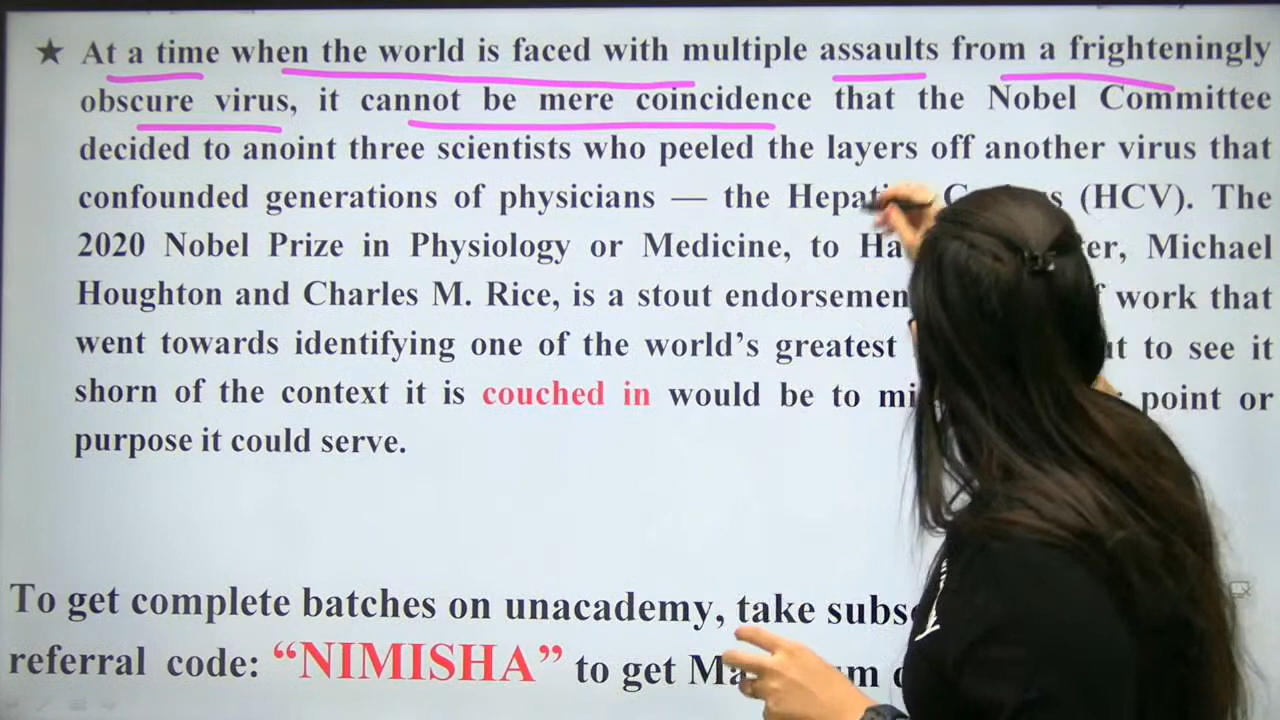 ★ At a time when the world is faced with multiple assaults from a frighteningly
obscure virus, it cannot be mere coincidence that the Nobel Committee
decided to anoint three scientists who peeled the layers off another virus that
confounded generations of physicians — the (HCV). The
2020 Nobel Prize in Physiology or Medicine, to Michael
Houghton and Charles M. Rice, is a stout work that
went towards identifying one of the world's greatest to see it
shorn of the context it is couched in would be to point or
purpose it could serve.
To get complete batches on unacademy, take
referral code: “NIMISHA” to get